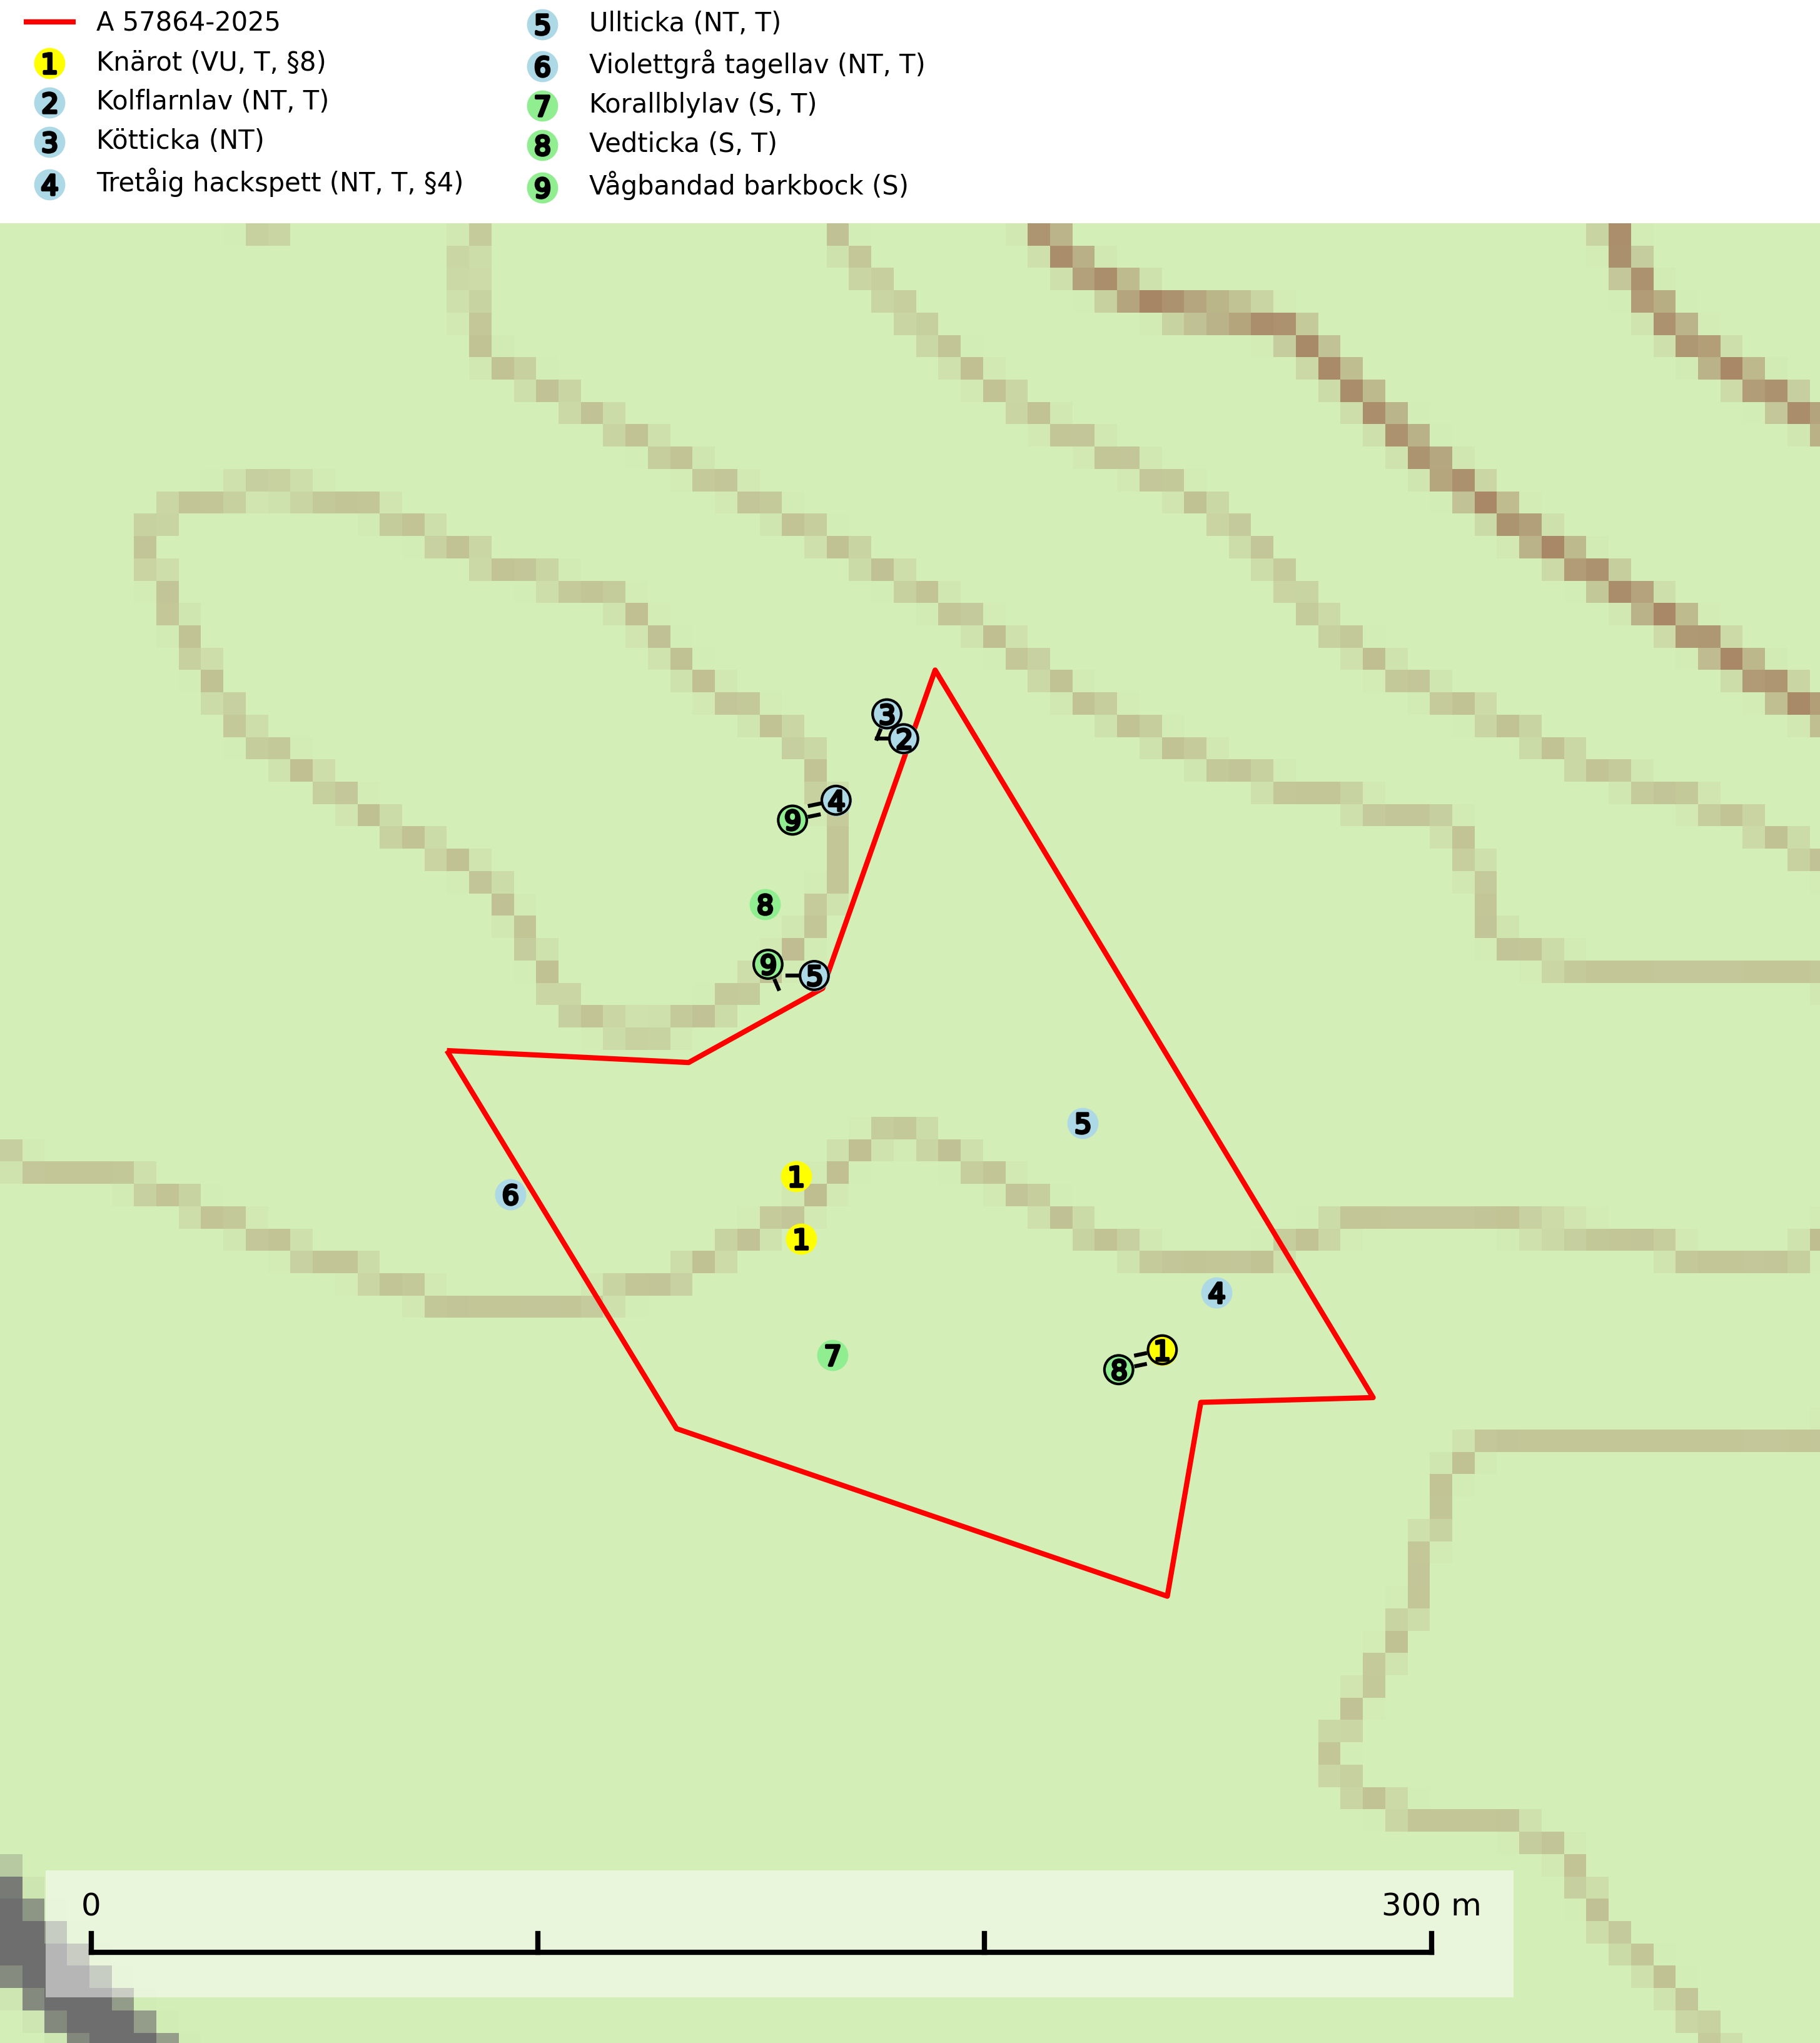 A 57864-2025
1 Knärot (VU, T, §8)
2 Kolflarnlav (NT, T)
3 Kötticka (NT)
4 Tretåig hackspett (NT, T, §4)
5 Ullticka (NT, T)
6 Violettgrå tagellav (NT, T)
7 Korallblylav (S, T)
8 Vedticka (S, T)
9 Vågbandad barkbock (S)
3
2
4
9
8
9
5
5
1
6
1
4
1
7
8
0
300 m